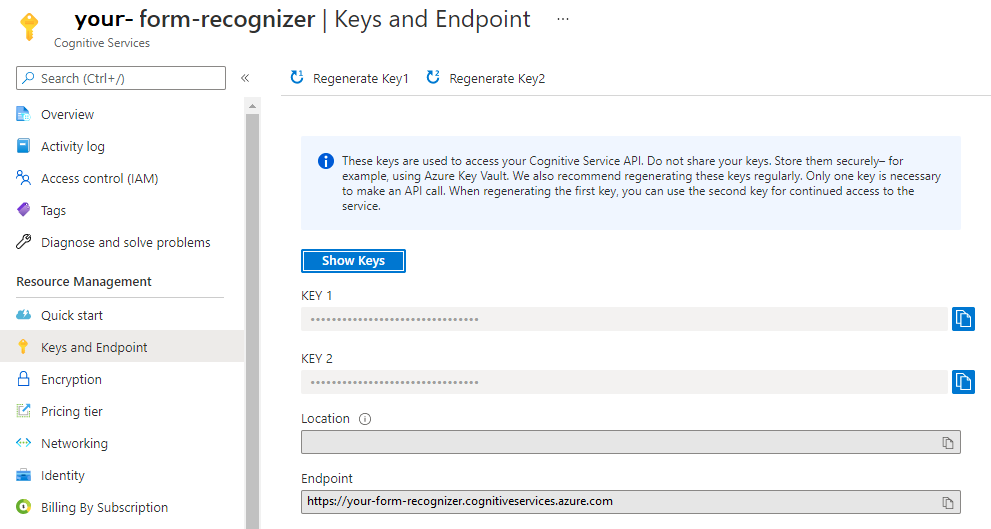 your- form-recognizer | Keys and Endpoint ...
Cognitive Services
Search (Ctrl+/)
«
Overview
Activity log
Access control (IAM)
Tags
Diagnose and solve problems
Resource Management
Quick start
Keys and Endpoint
Encryption
Pricing tier
Networking
Identity
Billing By Subscription
1 Regenerate Key1 2 Regenerate Key2
These keys are used to access your Cognitive Service API. Do not share your keys. Store them securely– for
example, using Azure Key Vault. We also recommend regenerating these keys regularly. Only one key is necessary
to make an API call. When regenerating the first key, you can use the second key for continued access to the
service.
Show Keys
KEY 1
••••••••••••••••••••••••••••••••
KEY 2
••••••••••••••••••••••••••••••••
Location
Endpoint
https://your-form-recognizer.cognitiveservices.azure.com